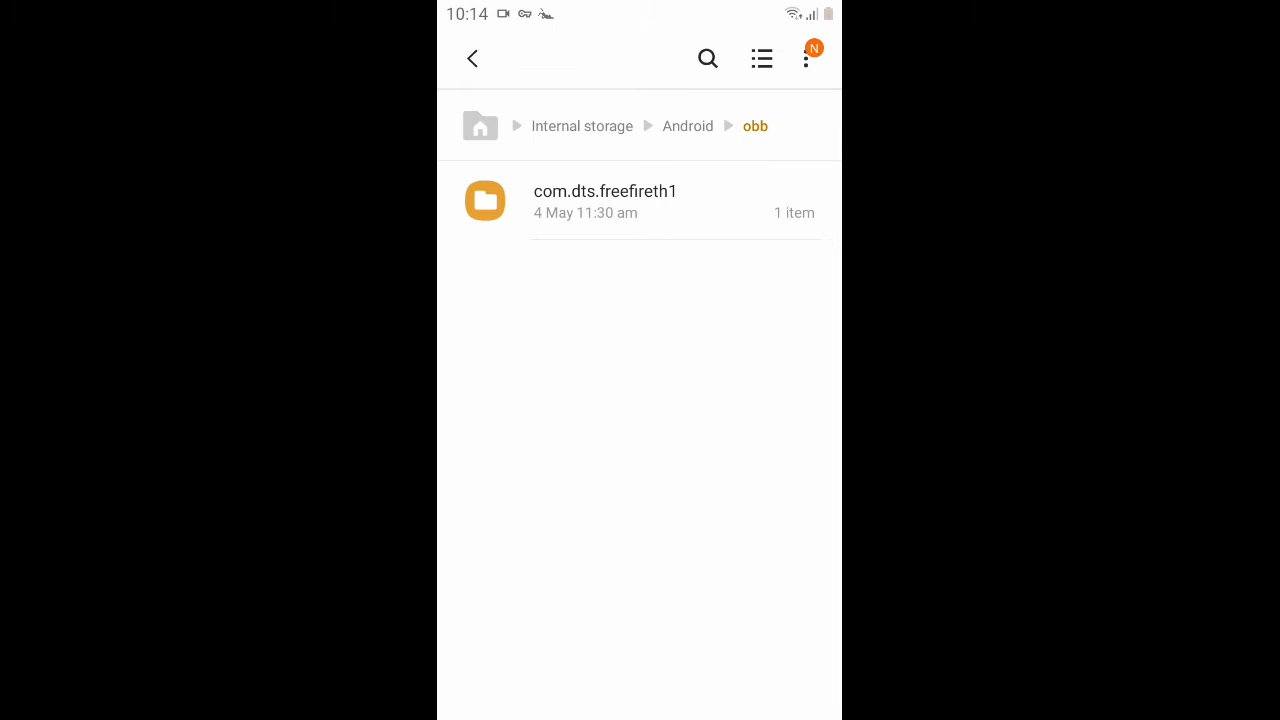 10:14
N
Internal storage Android obb
com.dts.freefireth1
4 May 11:30 am 1 item